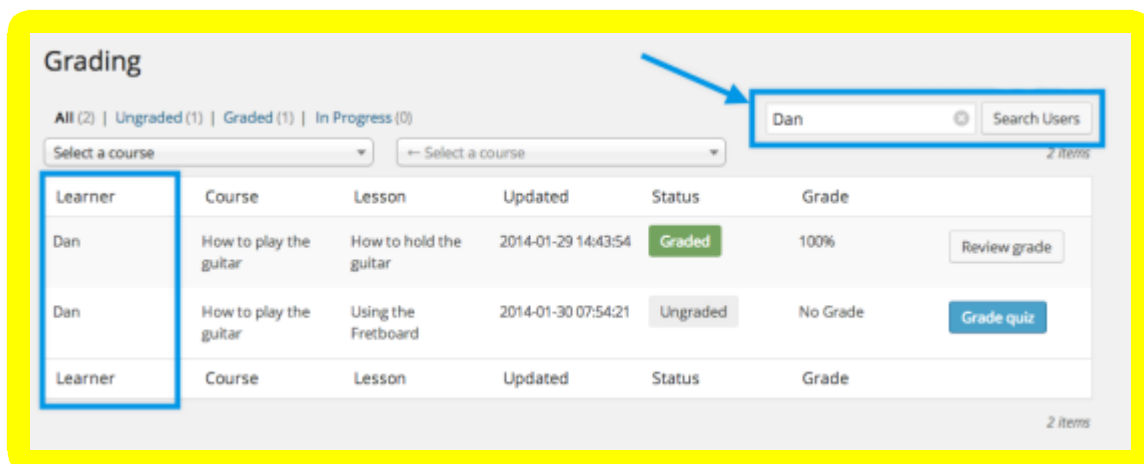 Grading
All (2) | Ungraded (1) | Graded (1) | In Progress (0)
Dan Search Users
Select a course ← Select a course 2 items
Learner Course Lesson Updated Status Grade
Dan How to play the How to hold the 2014-01-29 14:43:54 Graded 100% Review grade
guitar guitar
Dan How to play the Using the 2014-01-30 07:54:21 Ungraded No Grade Grade quiz
guitar Fretboard
Learner Course Lesson Updated Status Grade
2 items